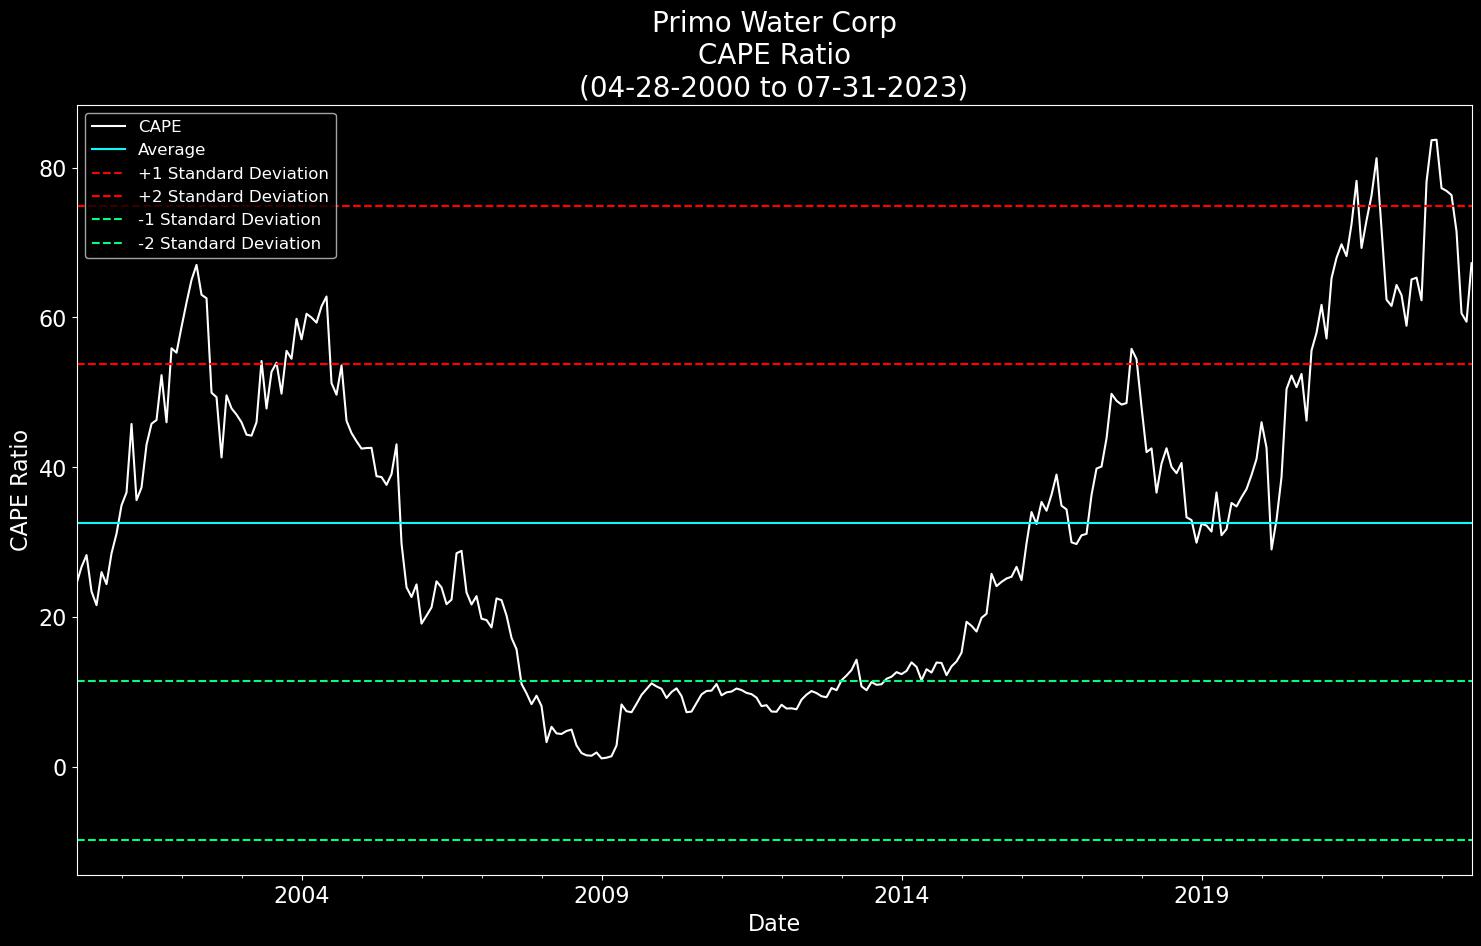 Primo Water Corp
CAPE Ratio
(04-28-2000 to 07-31-2023)
CAPE
Average
+1 Standard Deviation
+2 Standard Deviation
-1 Standard Deviation
-2 Standard Deviation
80
60
40
20
0
CAPE Ratio
2004
2009
2014
2019
Date